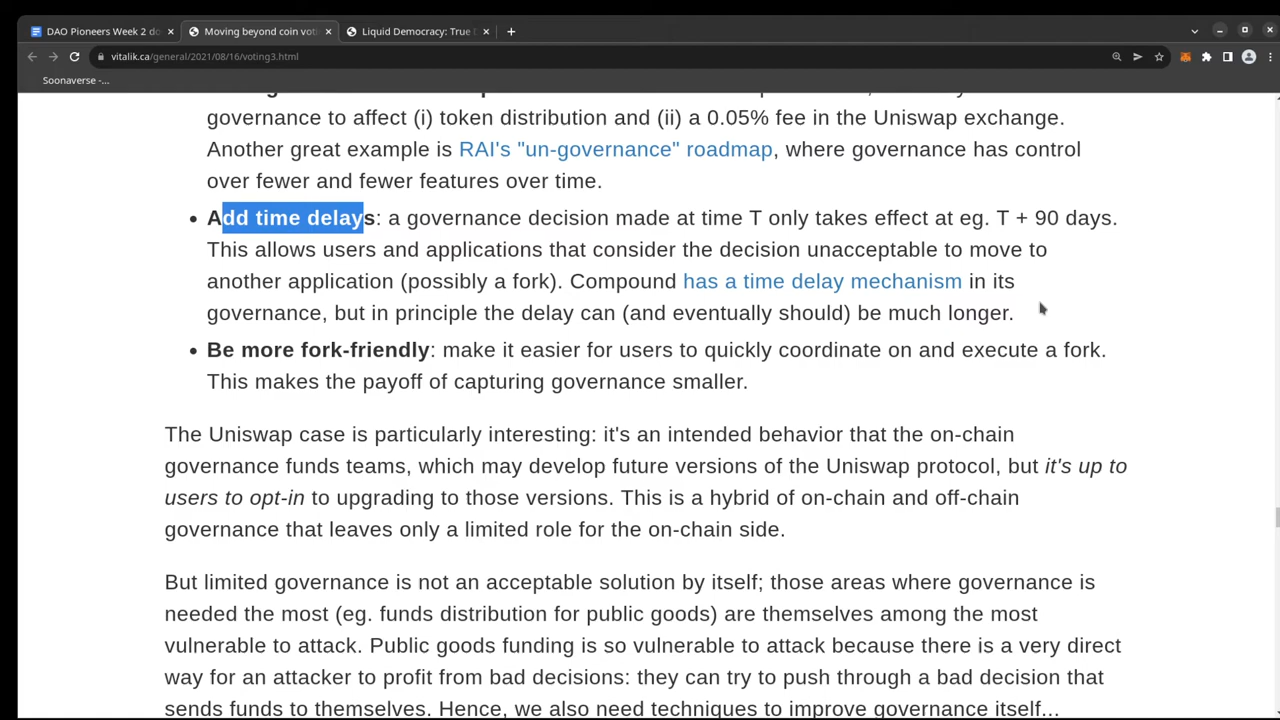 DAO Pioneers Week 2 do
Moving beyond coin voti
Liquid Democracy: True
vitalik.ca/general/2021/08/16/voting3.html
Soonaverse -...
governance to affect (i) token distribution and (ii) a 0.05% fee in the Uniswap exchange.
Another great example is RAI's "un-governance" roadmap, where governance has control
over fewer and fewer features over time.
• Add time delays: a governance decision made at time T only takes effect at eg. T + 90 days.
This allows users and applications that consider the decision unacceptable to move to
another application (possibly a fork). Compound has a time delay mechanism in its
governance, but in principle the delay can (and eventually should) be much longer.
• Be more fork-friendly: make it easier for users to quickly coordinate on and execute a fork.
This makes the payoff of capturing governance smaller.
The Uniswap case is particularly interesting: it's an intended behavior that the on-chain
governance funds teams, which may develop future versions of the Uniswap protocol, but it's up to
users to opt-in to upgrading to those versions. This is a hybrid of on-chain and off-chain
governance that leaves only a limited role for the on-chain side.
But limited governance is not an acceptable solution by itself; those areas where governance is
needed the most (eg. funds distribution for public goods) are themselves among the most
vulnerable to attack. Public goods funding is so vulnerable to attack because there is a very direct
way for an attacker to profit from bad decisions: they can try to push through a bad decision that
sends funds to themselves. Hence, we also need techniques to improve governance itself...